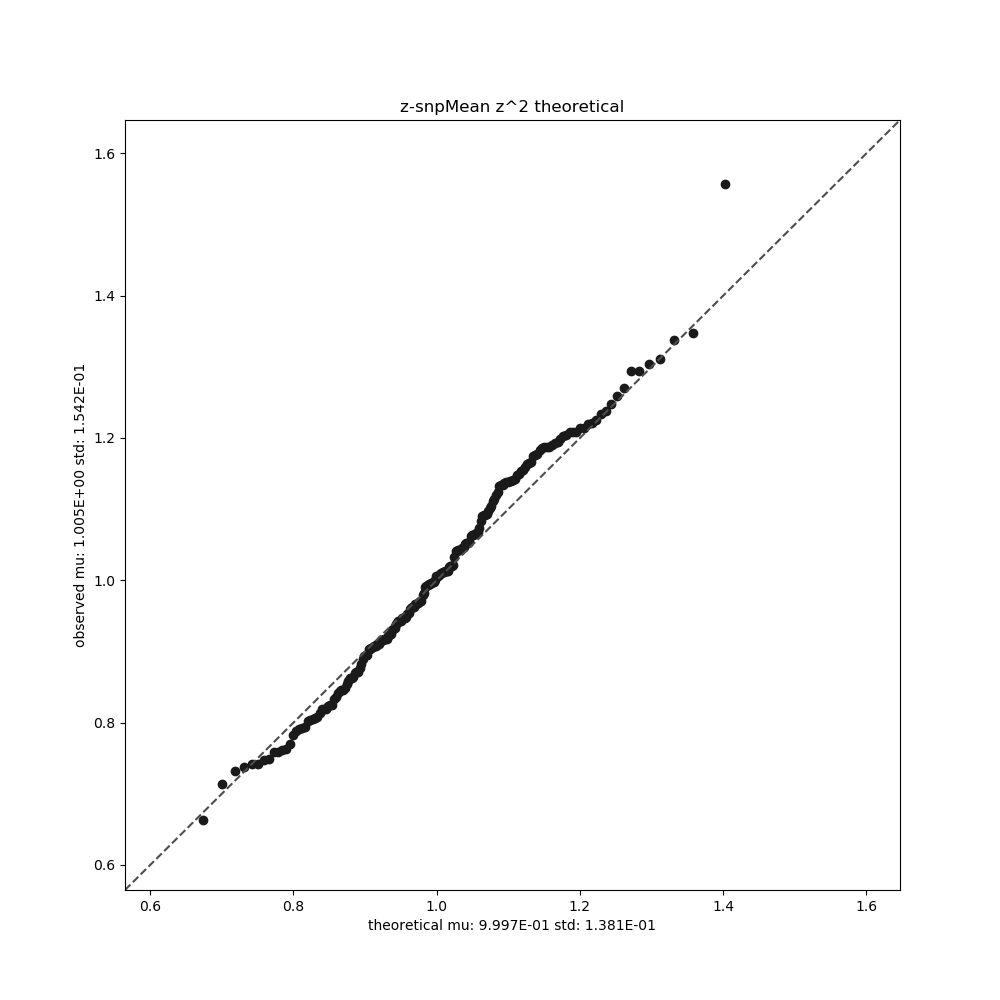 z-snpMean z^2 theoretical
1.6
1.4
1.2
1.0
0.8
0.6
observed mu: 1.005E+00 std: 1.542E-01
0.6 0.8 1.0 1.2 1.4 1.6
theoretical mu: 9.997E-01 std: 1.381E-01